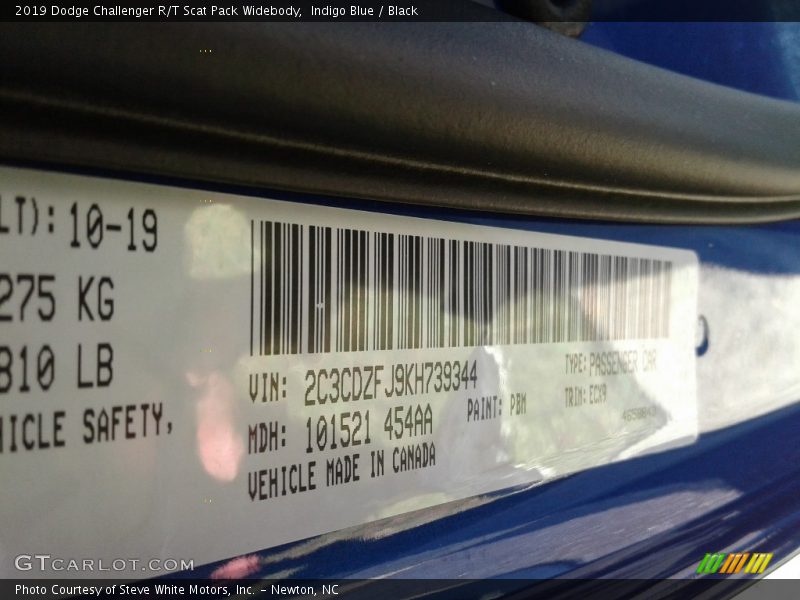 2019 Dodge Challenger R/T Scat Pack Widebody, Indigo Blue / Black
LT): 10-19
275 KG
810 LB
HICLE SAFETY,
VIN: 2C3CDZFJ9KH739344
TYPE: PASSENGER CAR
MDH: 101521 454AA
PAINT: PBM
TRIM: ECX9
VEHICLE MADE IN CANADA
GTCARLOT.COM
Photo Courtesy of Steve White Motors, Inc. – Newton, NC